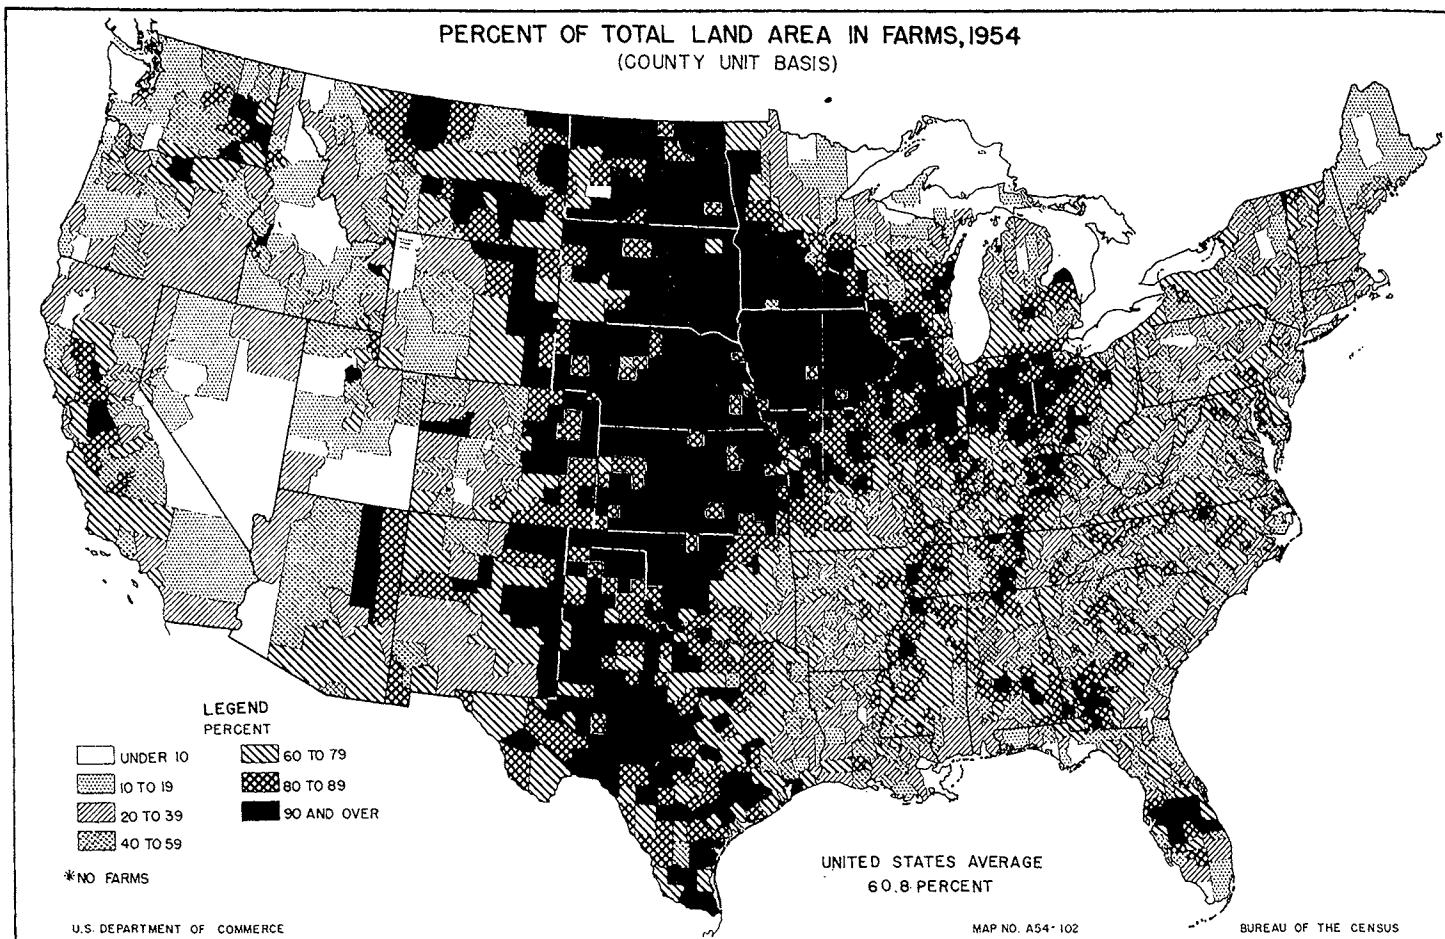 PERCENT OF TOTAL LAND AREA IN FARMS, 1954
(COUNTY UNIT BASIS)
LEGEND
PERCENT
UNDER 10
10 TO 19
20 TO 39
40 TO 59
60 TO 79
80 TO 89
90 AND OVER
*NO FARMS
UNITED STATES AVERAGE
60.8 PERCENT
U.S. DEPARTMENT OF COMMERCE
MAP NO. A54-102
BUREAU OF THE CENSUS